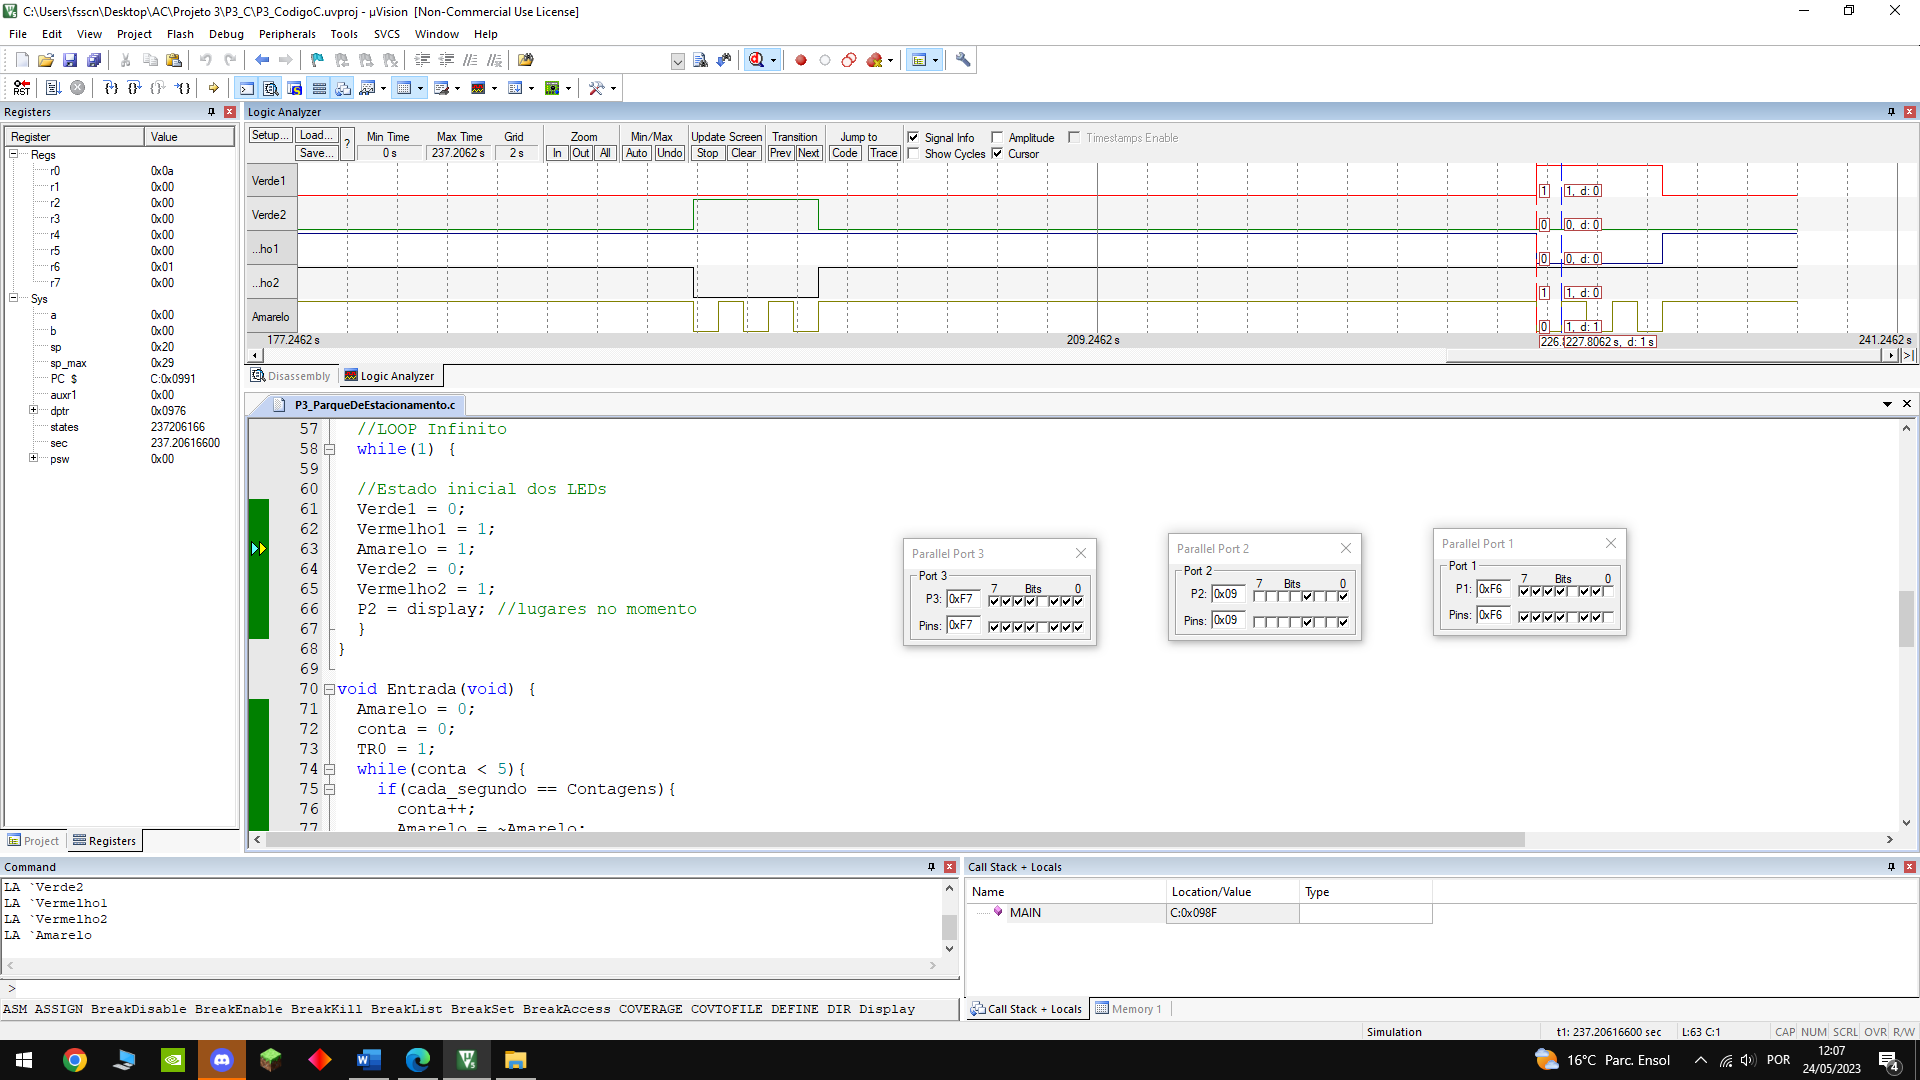 C:\Users\fsscn\Desktop\AC\Projeto 3\P3_C\P3_CodigoC.uvproj - µVision  [Non-Commercial Use License]
File Edit View Project Flash Debug Peripherals Tools SVCS Window Help
Registers
Register Value
Regs
r0 0x0a
r1 0x00
r2 0x00
r3 0x00
r4 0x00
r5 0x00
r6 0x01
r7 0x00
Sys
a 0x00
b 0x00
sp 0x20
sp_max 0x29
PC $ C:0x0991
auxr1 0x00
dptr 0x0976
states 237206166
sec 237.20616600
psw 0x00
Project Registers
Logic Analyzer
Setup... Load... Save... ?
Min Time Max Time Grid Zoom Min/Max Update Screen Transition Jump to
0 s 237.2062 s 2 s In Out All Auto Undo Stop Clear Prev Next Code Trace
Signal Info Amplitude Timestamps Enable
Show Cycles Cursor
Verde1 1 1, d: 0
Verde2 0 0, d: 0
...ho1 0 0, d: 0
...ho2 1 1, d: 0
Amarelo 0 1, d: 1
177.2462 s 209.2462 s 226. 227.8062 s, d: 1 s 241.2462 s
Disassembly Logic Analyzer
P3_ParqueDeEstacionamento.c
57 //LOOP Infinito
58 while(1) {
59
60 //Estado inicial dos LEDs
61 Verde1 = 0;
62 Vermelho1 = 1;
63 Amarelo = 1;
64 Verde2 = 0;
65 Vermelho2 = 1;
66 P2 = display; //lugares no momento
67 }
68 }
69
70 void Entrada(void) {
71 Amarelo = 0;
72 conta = 0;
73 TR0 = 1;
74 while(conta < 5){
75 if(cada_segundo == Contagens){
76 conta++;
77 Amarelo = ~Amarelo;
Parallel Port 3
Port 3
7 Bits 0
P3: 0xF7
Pins: 0xF7
Parallel Port 2
Port 2
7 Bits 0
P2: 0x09
Pins: 0x09
Parallel Port 1
Port 1
7 Bits 0
P1: 0xF6
Pins: 0xF6
Command
LA `Verde2
LA `Vermelho1
LA `Vermelho2
LA `Amarelo
>
ASM ASSIGN BreakDisable BreakEnable BreakKill BreakList BreakSet BreakAccess COVERAGE COVTOFILE DEFINE DIR Display
Call Stack + Locals
Name Location/Value Type
MAIN C:0x098F
Call Stack + Locals Memory 1
Simulation t1: 237.20616600 sec L:63 C:1 CAP NUM SCRL OVR R/W
16°C Parc. Ensol POR
12:07
24/05/2023
4